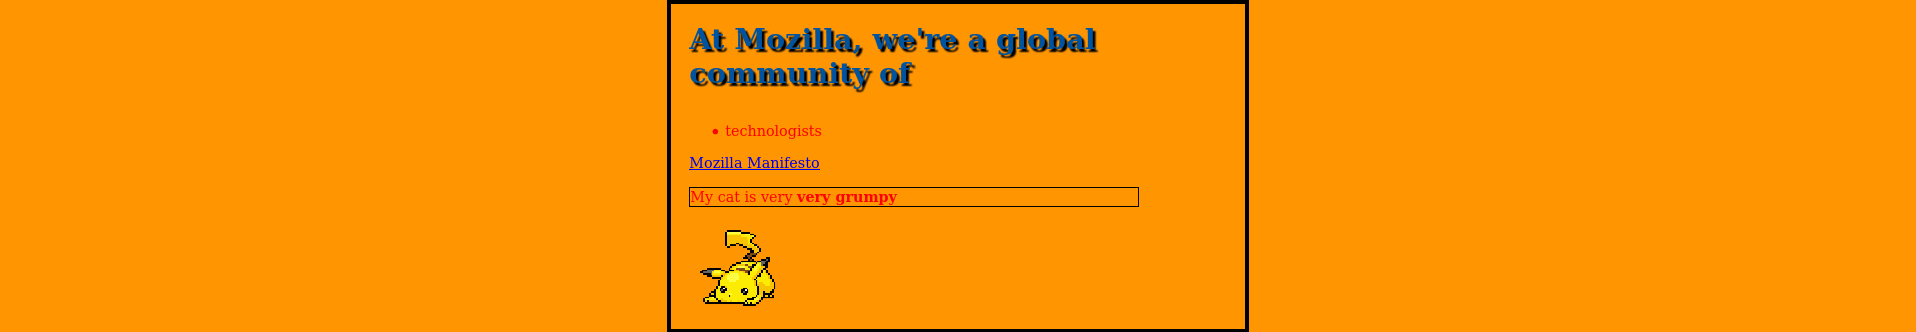 At Mozilla, we're a global
community of
• technologists
Mozilla Manifesto
My cat is very very grumpy